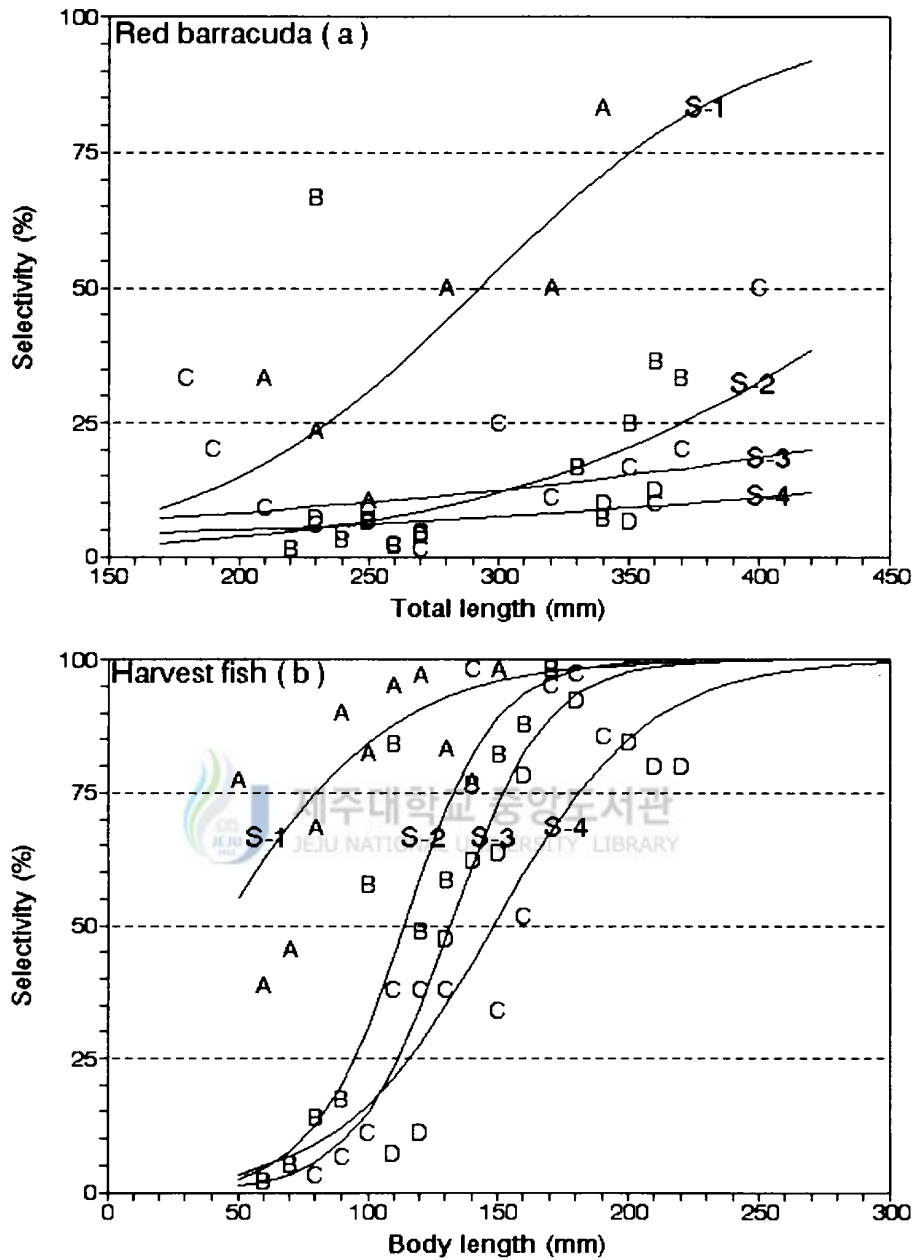 Red barracuda ( a )
100
75
50
25
0
Selectivity (%)
S-1
S-2
S-3
S-4
A
A
A
A
A
A
B
B
B
B
B
B
B
B
B
B
C
C
C
C
C
C
C
C
C
C
D
D
D
D
150 200 250 300 350 400 450
Total length (mm)
Harvest fish ( b )
100
75
50
25
0
Selectivity (%)
S-1 S-2 S-3 S-4
A
A
A
A
A
A
A
A
A
A
A
B
B
B
B
B
B
B
B
B
B
B
B
C
C
C
C
C
C
C
C
C
C
C
C
D
D
D
D
D
D
D
D
D
D
제주대학교 중앙도서관
JEJU NATIONAL UNIVERSITY LIBRARY
JEJU
1952
0 50 100 150 200 250 300
Body length (mm)